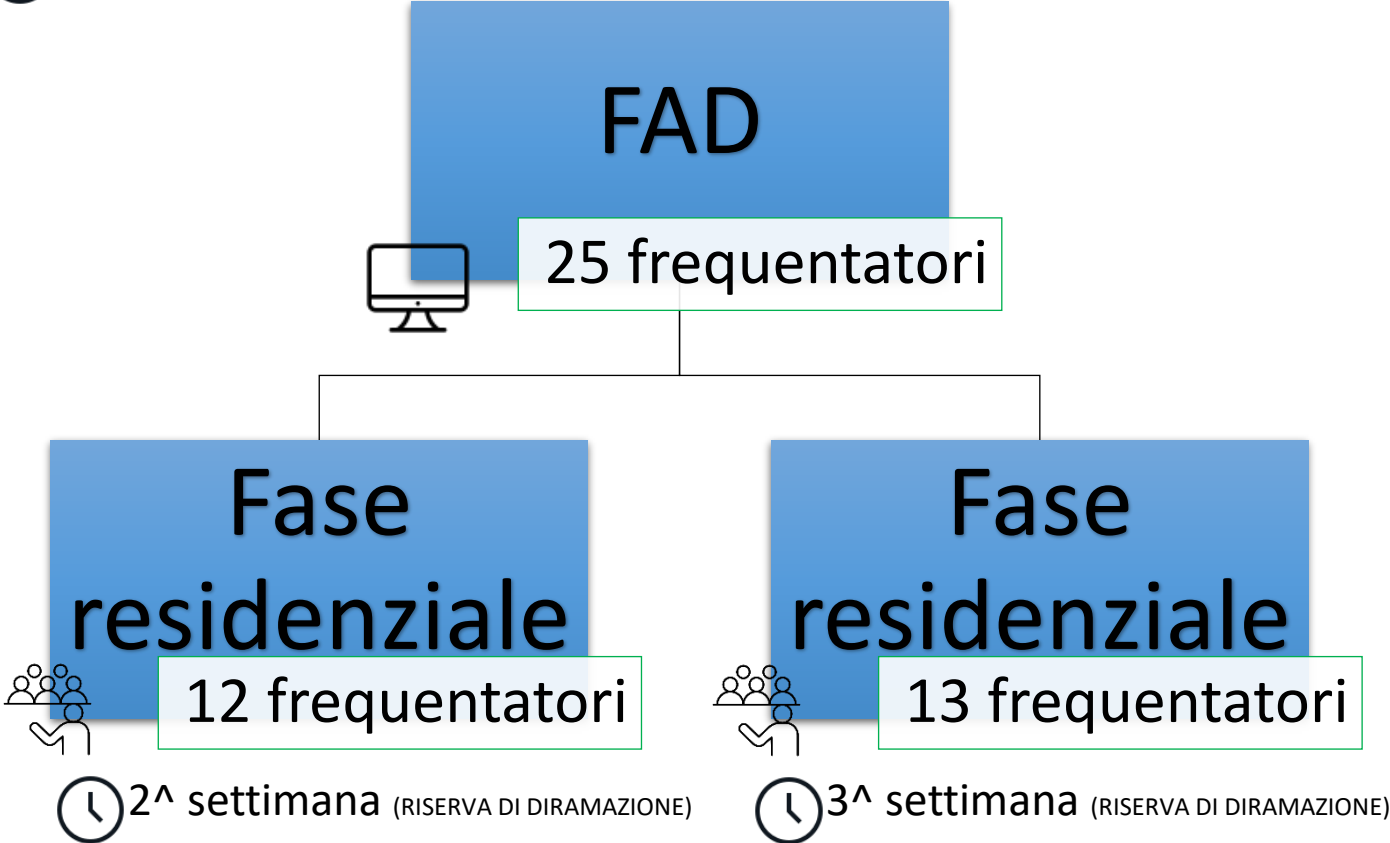 FAD
25 frequentatori
Fase
residenziale
12 frequentatori
2^ settimana (RISERVA DI DIRAMAZIONE)
Fase
residenziale
13 frequentatori
3^ settimana (RISERVA DI DIRAMAZIONE)